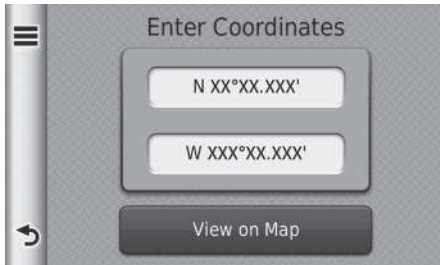 Enter Coordinates
N XX°XX.XXX'
W XXX°XX.XXX'
View on Map